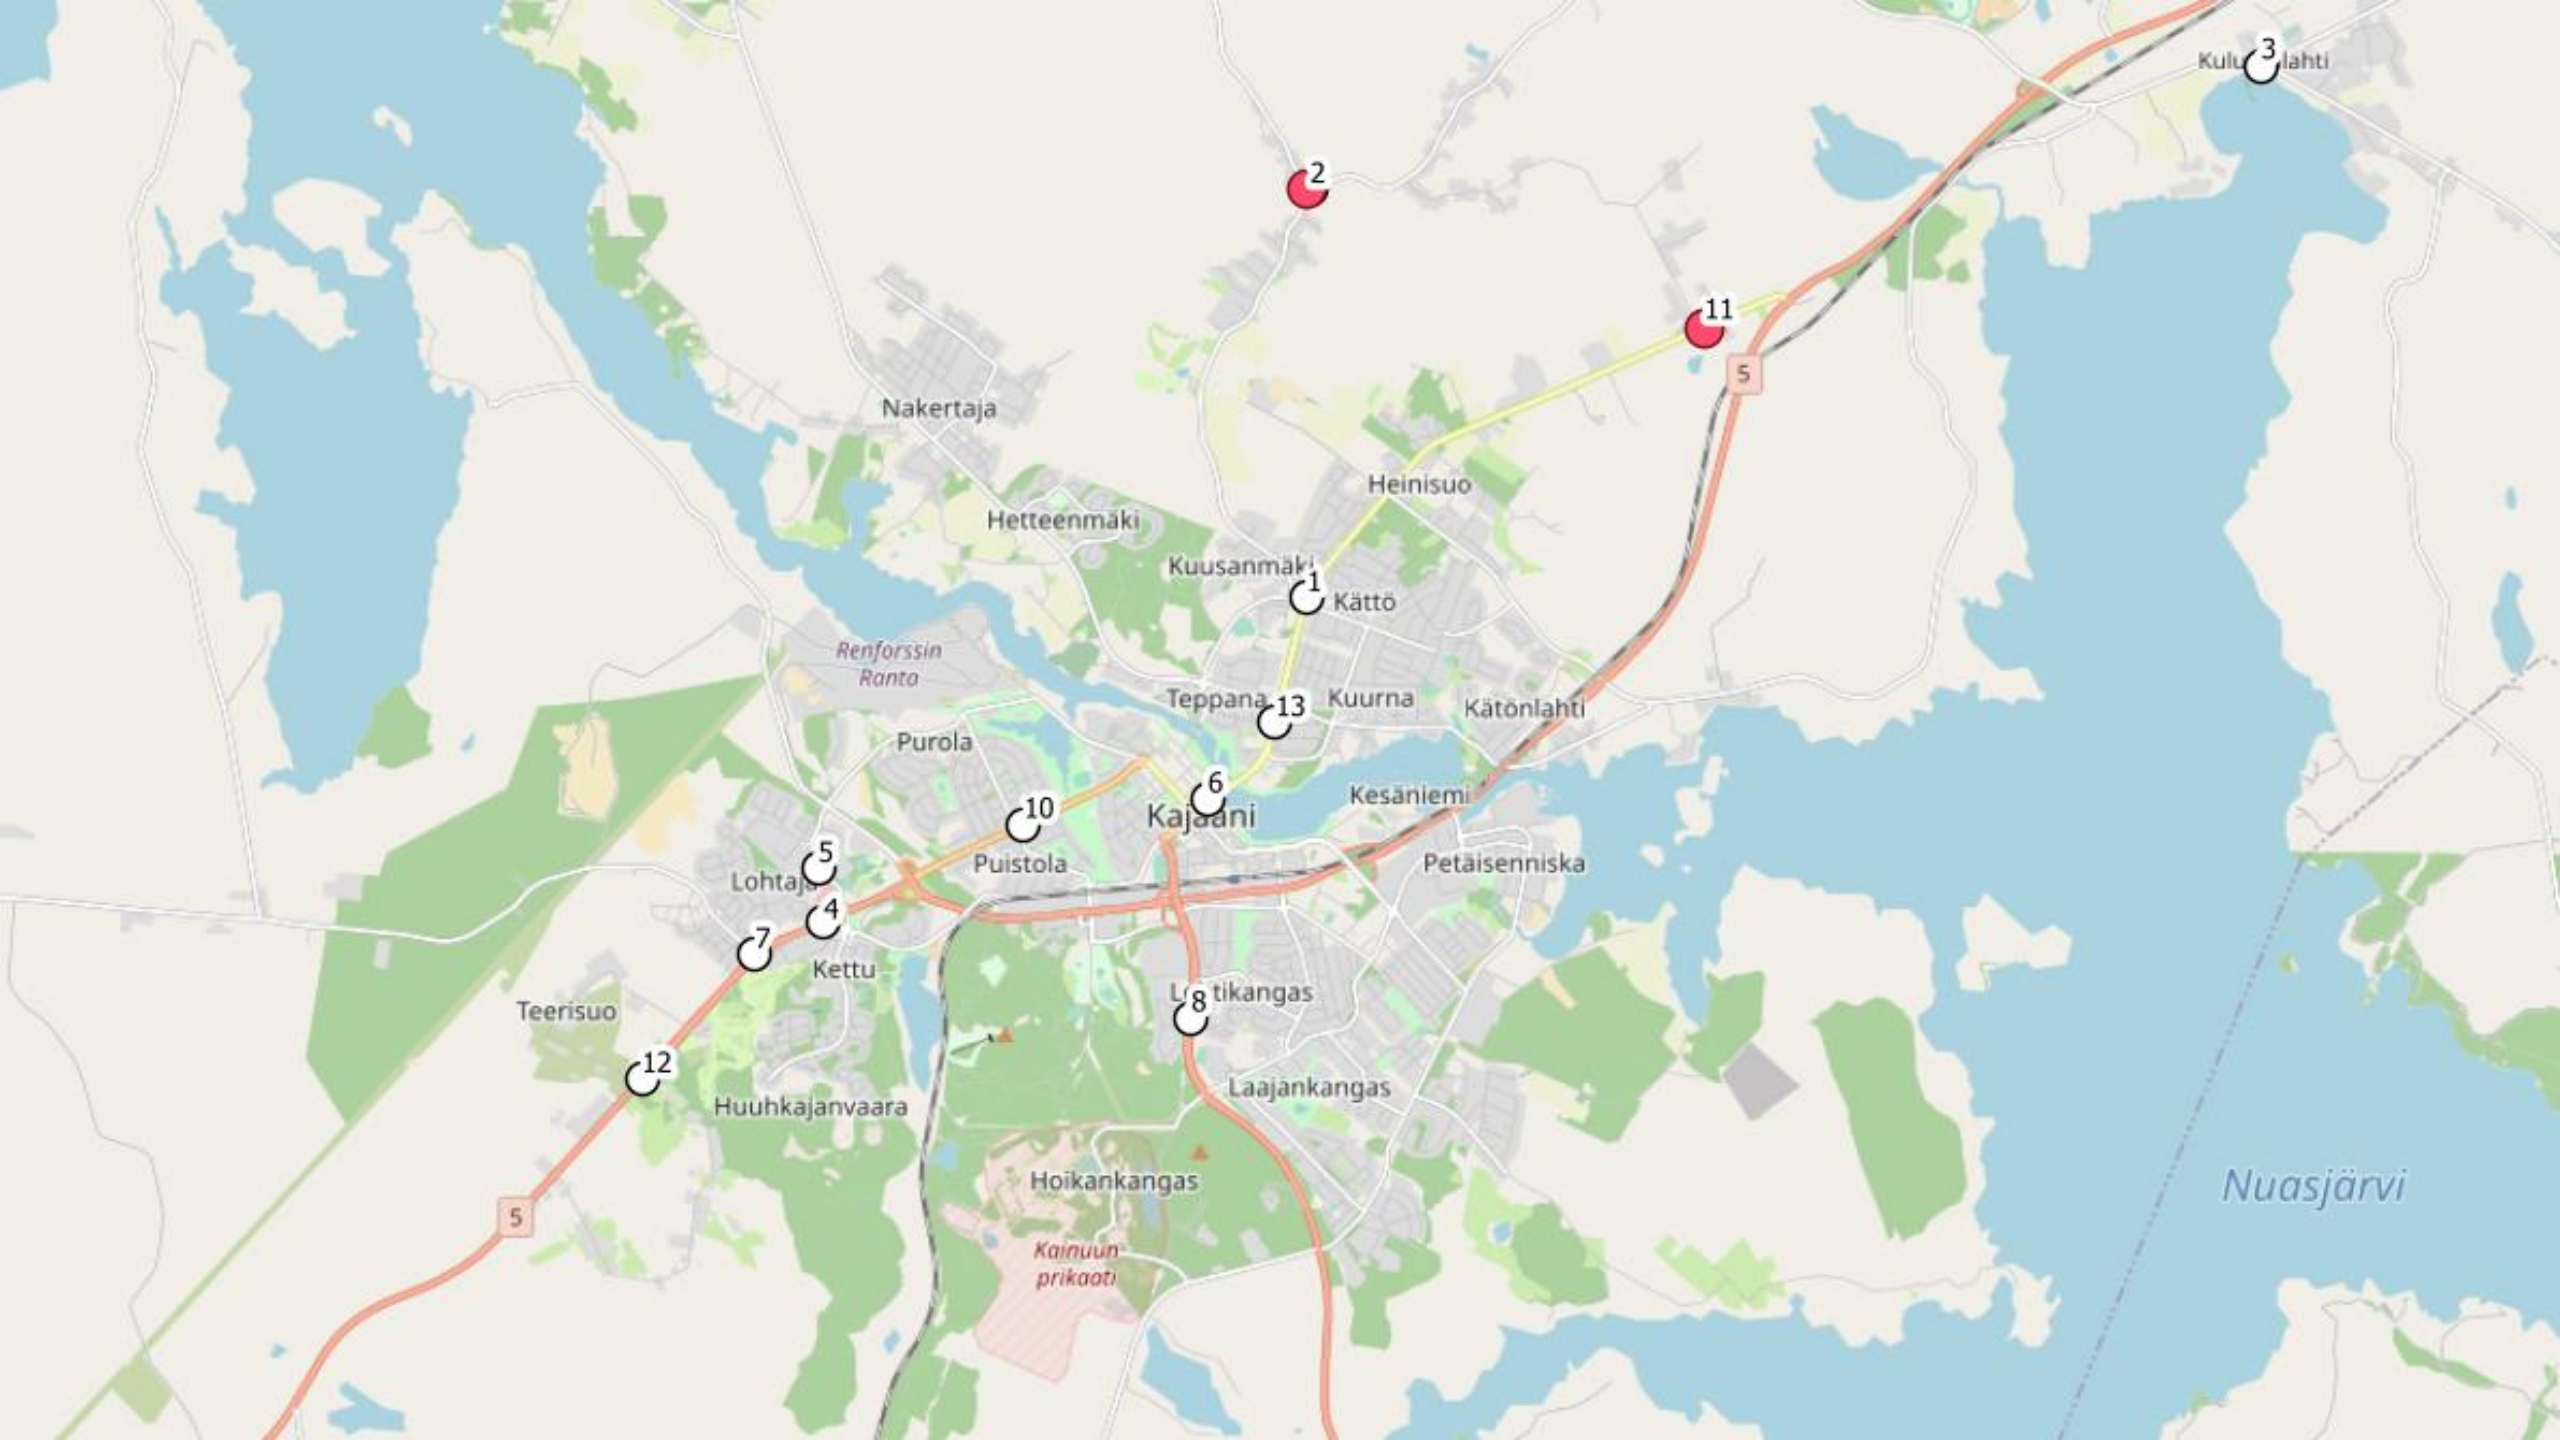 3
Kulu lahti
2
11
5
Nakertaja
Heinisuo
Hetteenmäki
Kuusanmäki
1
Kättö
Renforssin
Ranta
Teppana
13
Kuurna
Kätönlahti
Purola
6
Kesäniemi
10
Kajaani
5
Puistola
Petäisenniska
Lohtaja
4
7
Kettu
8
L tikangas
Teerisuo
12
Laajankangas
Huuhkajanvaara
Hoikankangas
Nuasjärvi
5
Kainuun
prikaati